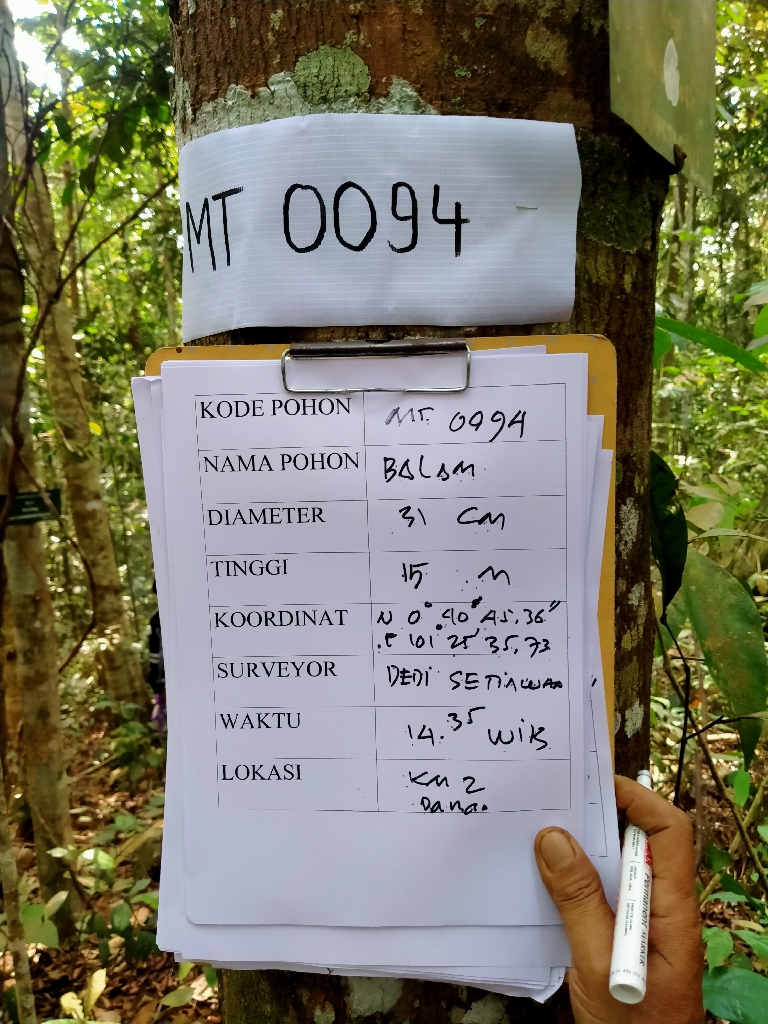 MT 0094
KODE POHON MT. 0094
NAMA POHON BALAM
DIAMETER 31 CM
TINGGI 15 M
KOORDINAT N 0° 40' 45,36"
E 101° 25' 35,73
SURVEYOR DEDI SETIAWAN
WAKTU 14.35 WIB
LOKASI KM 2
PERMANENT MARKER